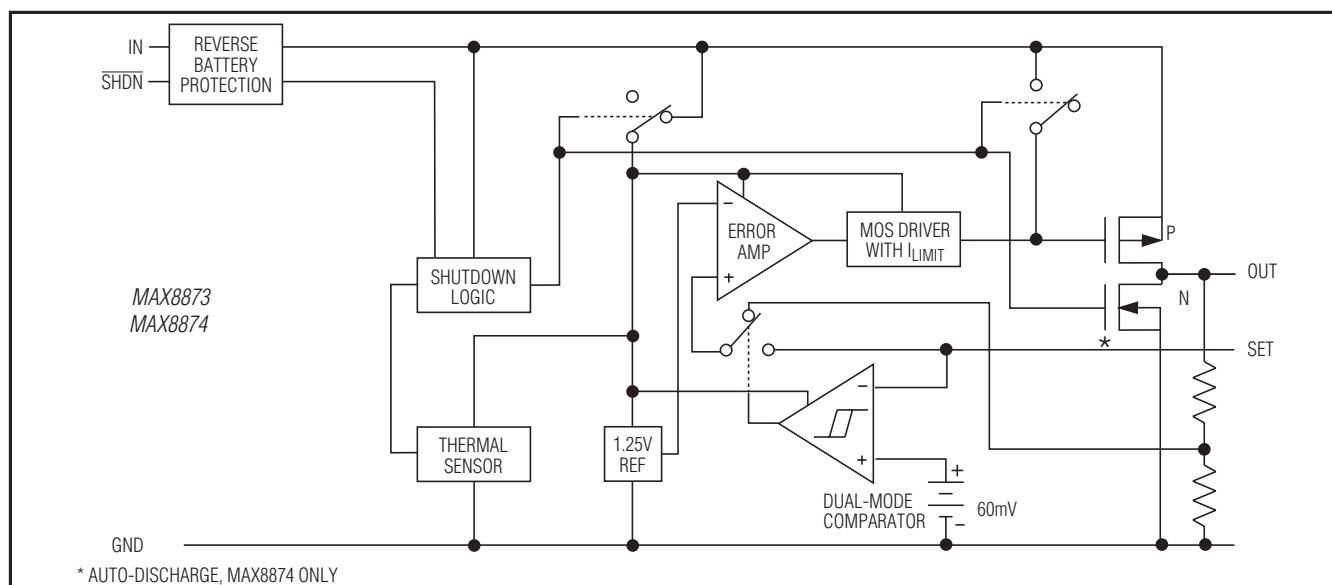 IN
SHDN
REVERSE
BATTERY
PROTECTION
ERROR
AMP
−
+
MOS DRIVER
WITH ILIMIT
P
OUT
N
*
SET
SHUTDOWN
LOGIC
MAX8873
MAX8874
THERMAL
SENSOR
1.25V
REF
−
+
DUAL-MODE
COMPARATOR
+
60mV
−
GND
* AUTO-DISCHARGE, MAX8874 ONLY